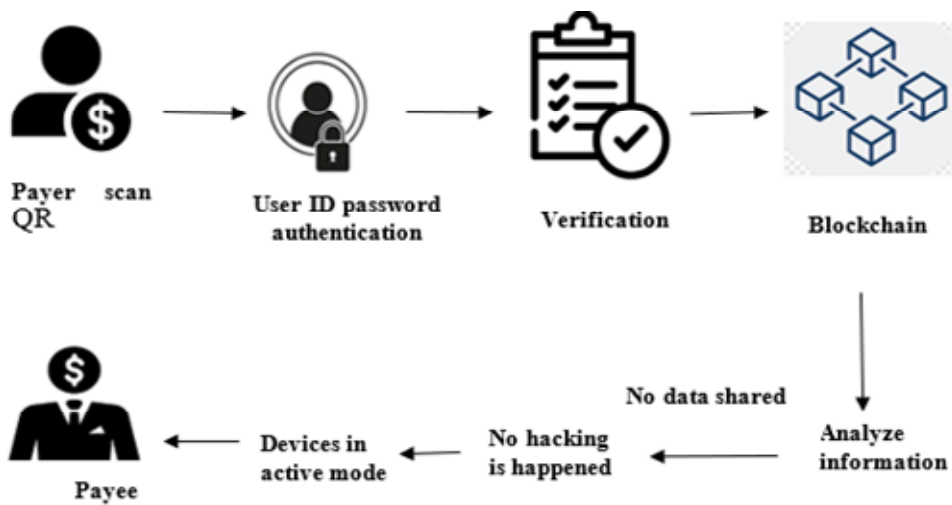 Payer scan
QR
User ID password
authentication
Verification
Blockchain
No data shared
Analyze
information
No hacking
is happened
Devices in
active mode
Payee